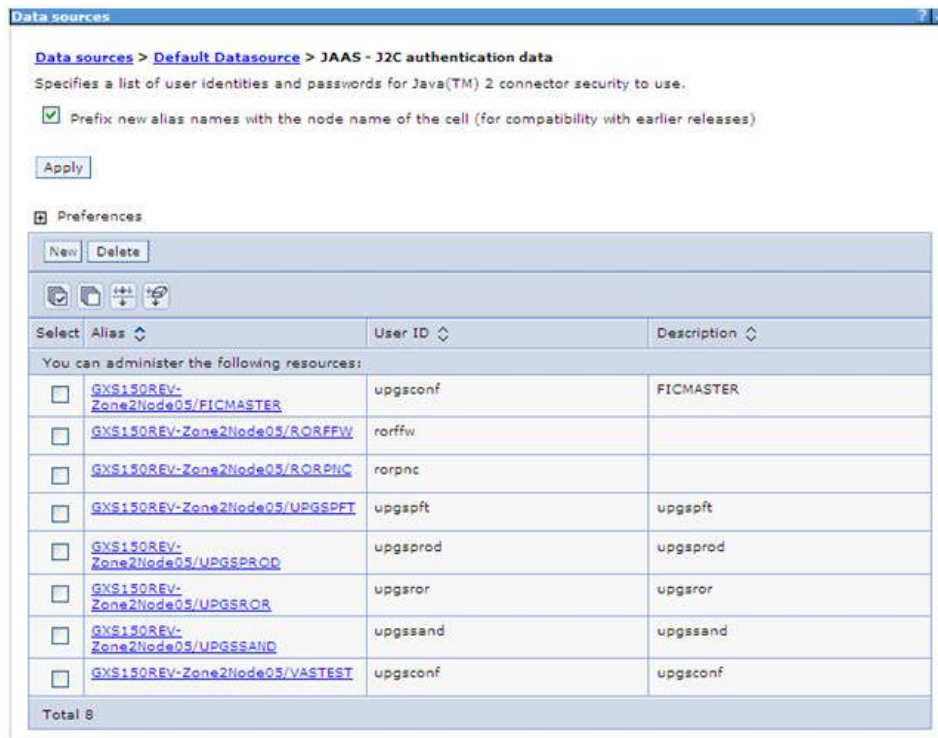 Data sources
?
Data sources > Default Datasource > JAAS - J2C authentication data
Specifies a list of user identities and passwords for Java(TM) 2 connector security to use.
Prefix new alias names with the node name of the cell (for compatibility with earlier releases)
Apply
Preferences
New Delete
Select Alias User ID Description
You can administer the following resources:
GXS150REV-
Zone2Node05/FICMASTER upgsconf FICMASTER
GXS150REV-Zone2Node05/RORFFW rorffw
GXS150REV-Zone2Node05/RORPNC rorpnc
GXS150REV-Zone2Node05/UPGSPFT upgspft upgspft
GXS150REV-
Zone2Node05/UPGSPROD upgsprod upgsprod
GXS150REV-
Zone2Node05/UPGSROR upgsror upgsror
GXS150REV-
Zone2Node05/UPGSSAND upgssand upgssand
GXS150REV-Zone2Node05/VASTEST upgsconf upgsconf
Total 8